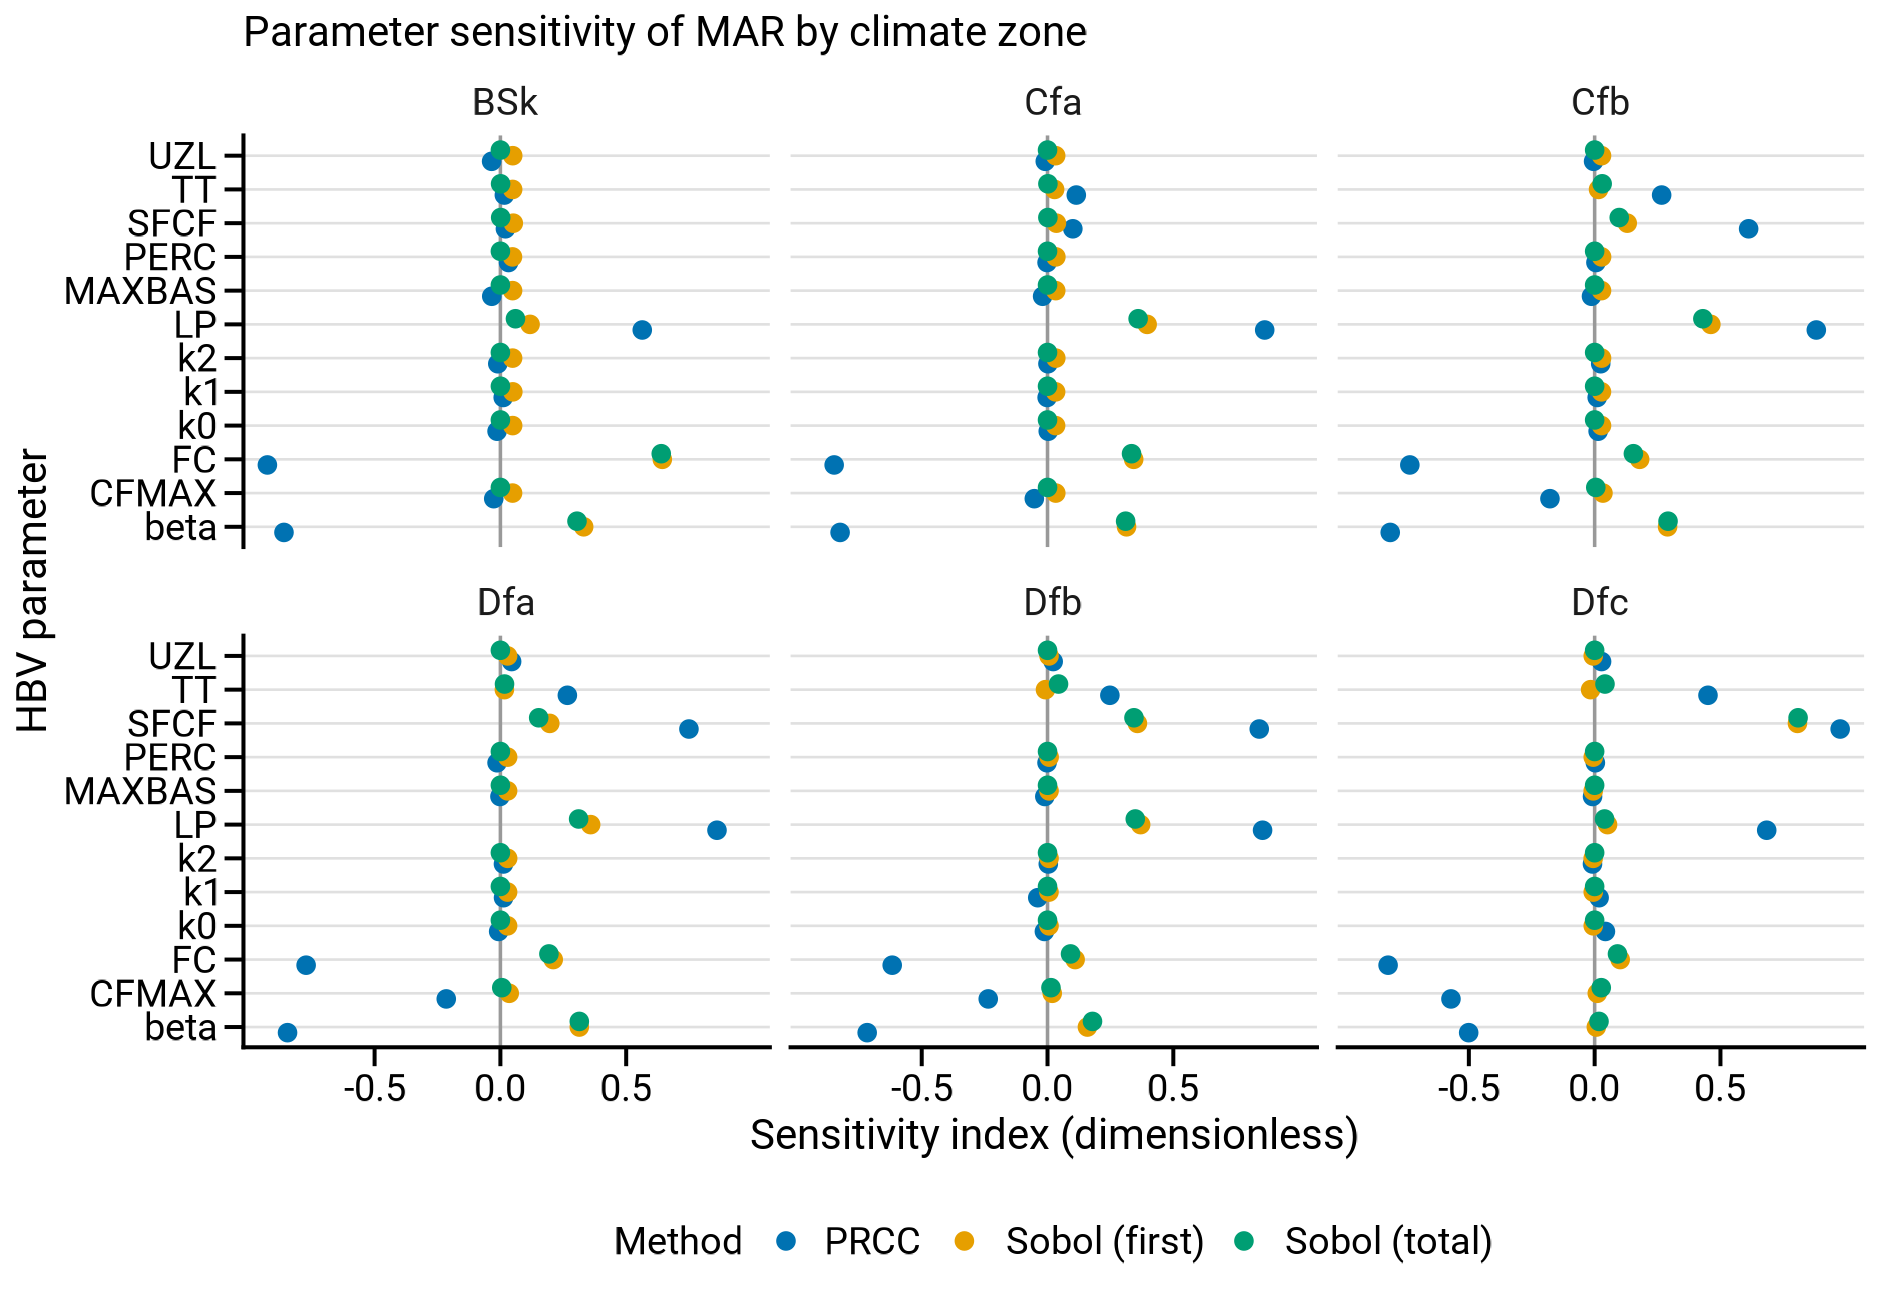 Parameter sensitivity of MAR by climate zone
BSk
Cfa
Cfb
UZL
TT
SFCF
PERC
MAXBAS
LP
k2
k1
k0
FC
CFMAX
beta
HBV parameter
Dfa
Dfb
Dfc
UZL
TT
SFCF
PERC
MAXBAS
LP
k2
k1
k0
FC
CFMAX
beta
-0.5 0.0 0.5
-0.5 0.0 0.5
-0.5 0.0 0.5
Sensitivity index (dimensionless)
Method PRCC Sobol (first) Sobol (total)